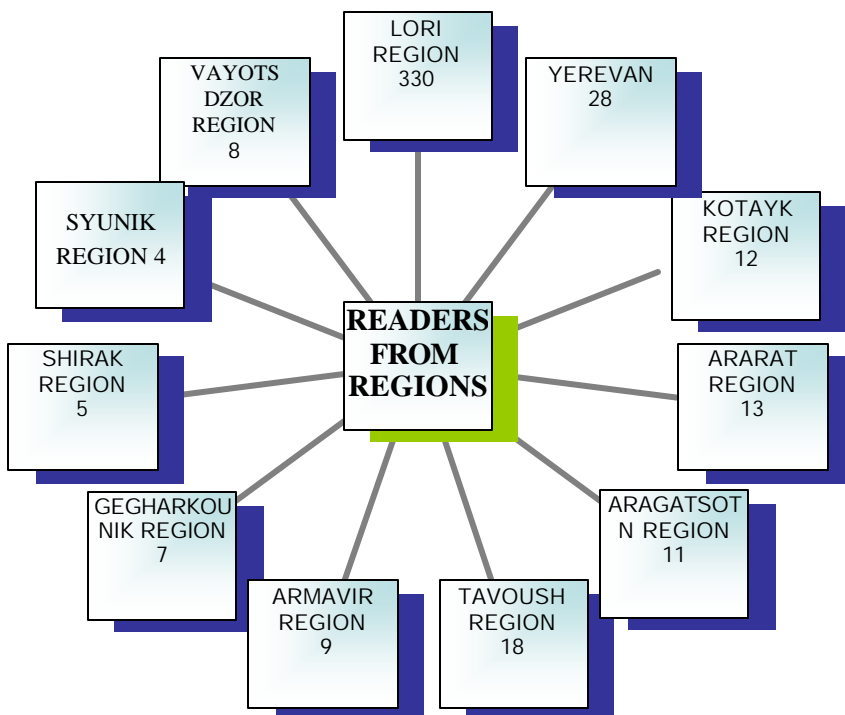 LORI
REGION
330
YEREVAN
28
KOTAYK
REGION
12
ARARAT
REGION
13
ARAGATSOT
N REGION
11
TAVOUSH
REGION
18
ARMAVIR
REGION
9
GEGHARKOU
NIK REGION
7
SHIRAK
REGION
5
SYUNIK
REGION 4
VAYOTS
DZOR
REGION
8
READERS
FROM
REGIONS